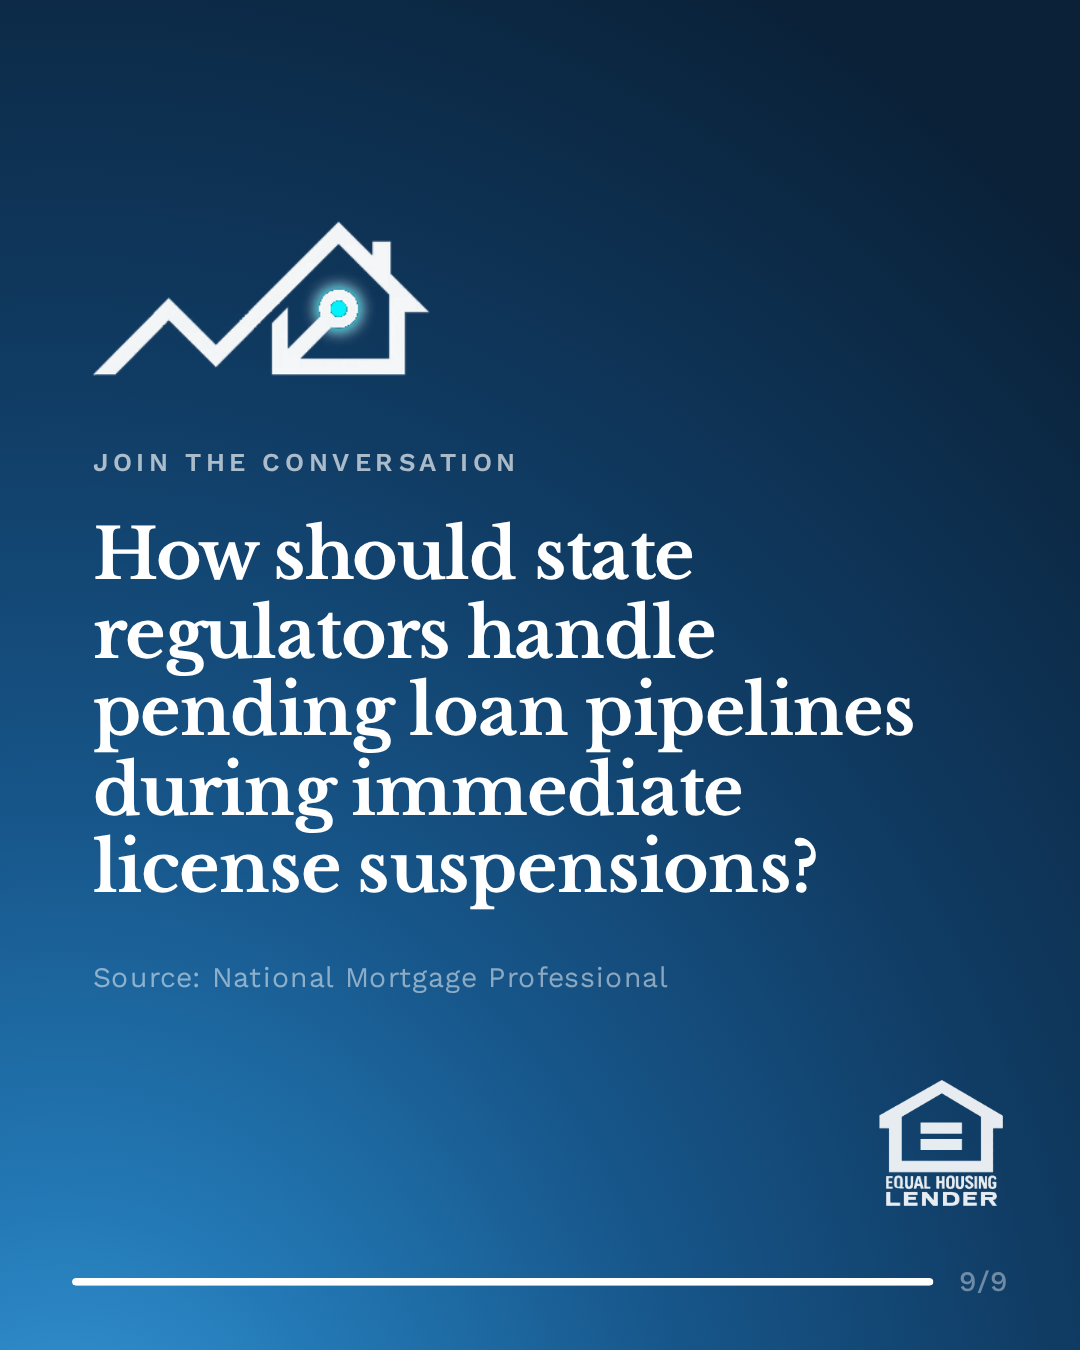 JOIN THE CONVERSATION
How should state
regulators handle
pending loan pipelines
during immediate
license suspensions?
Source: National Mortgage Professional
EQUAL HOUSING
LENDER
9/9